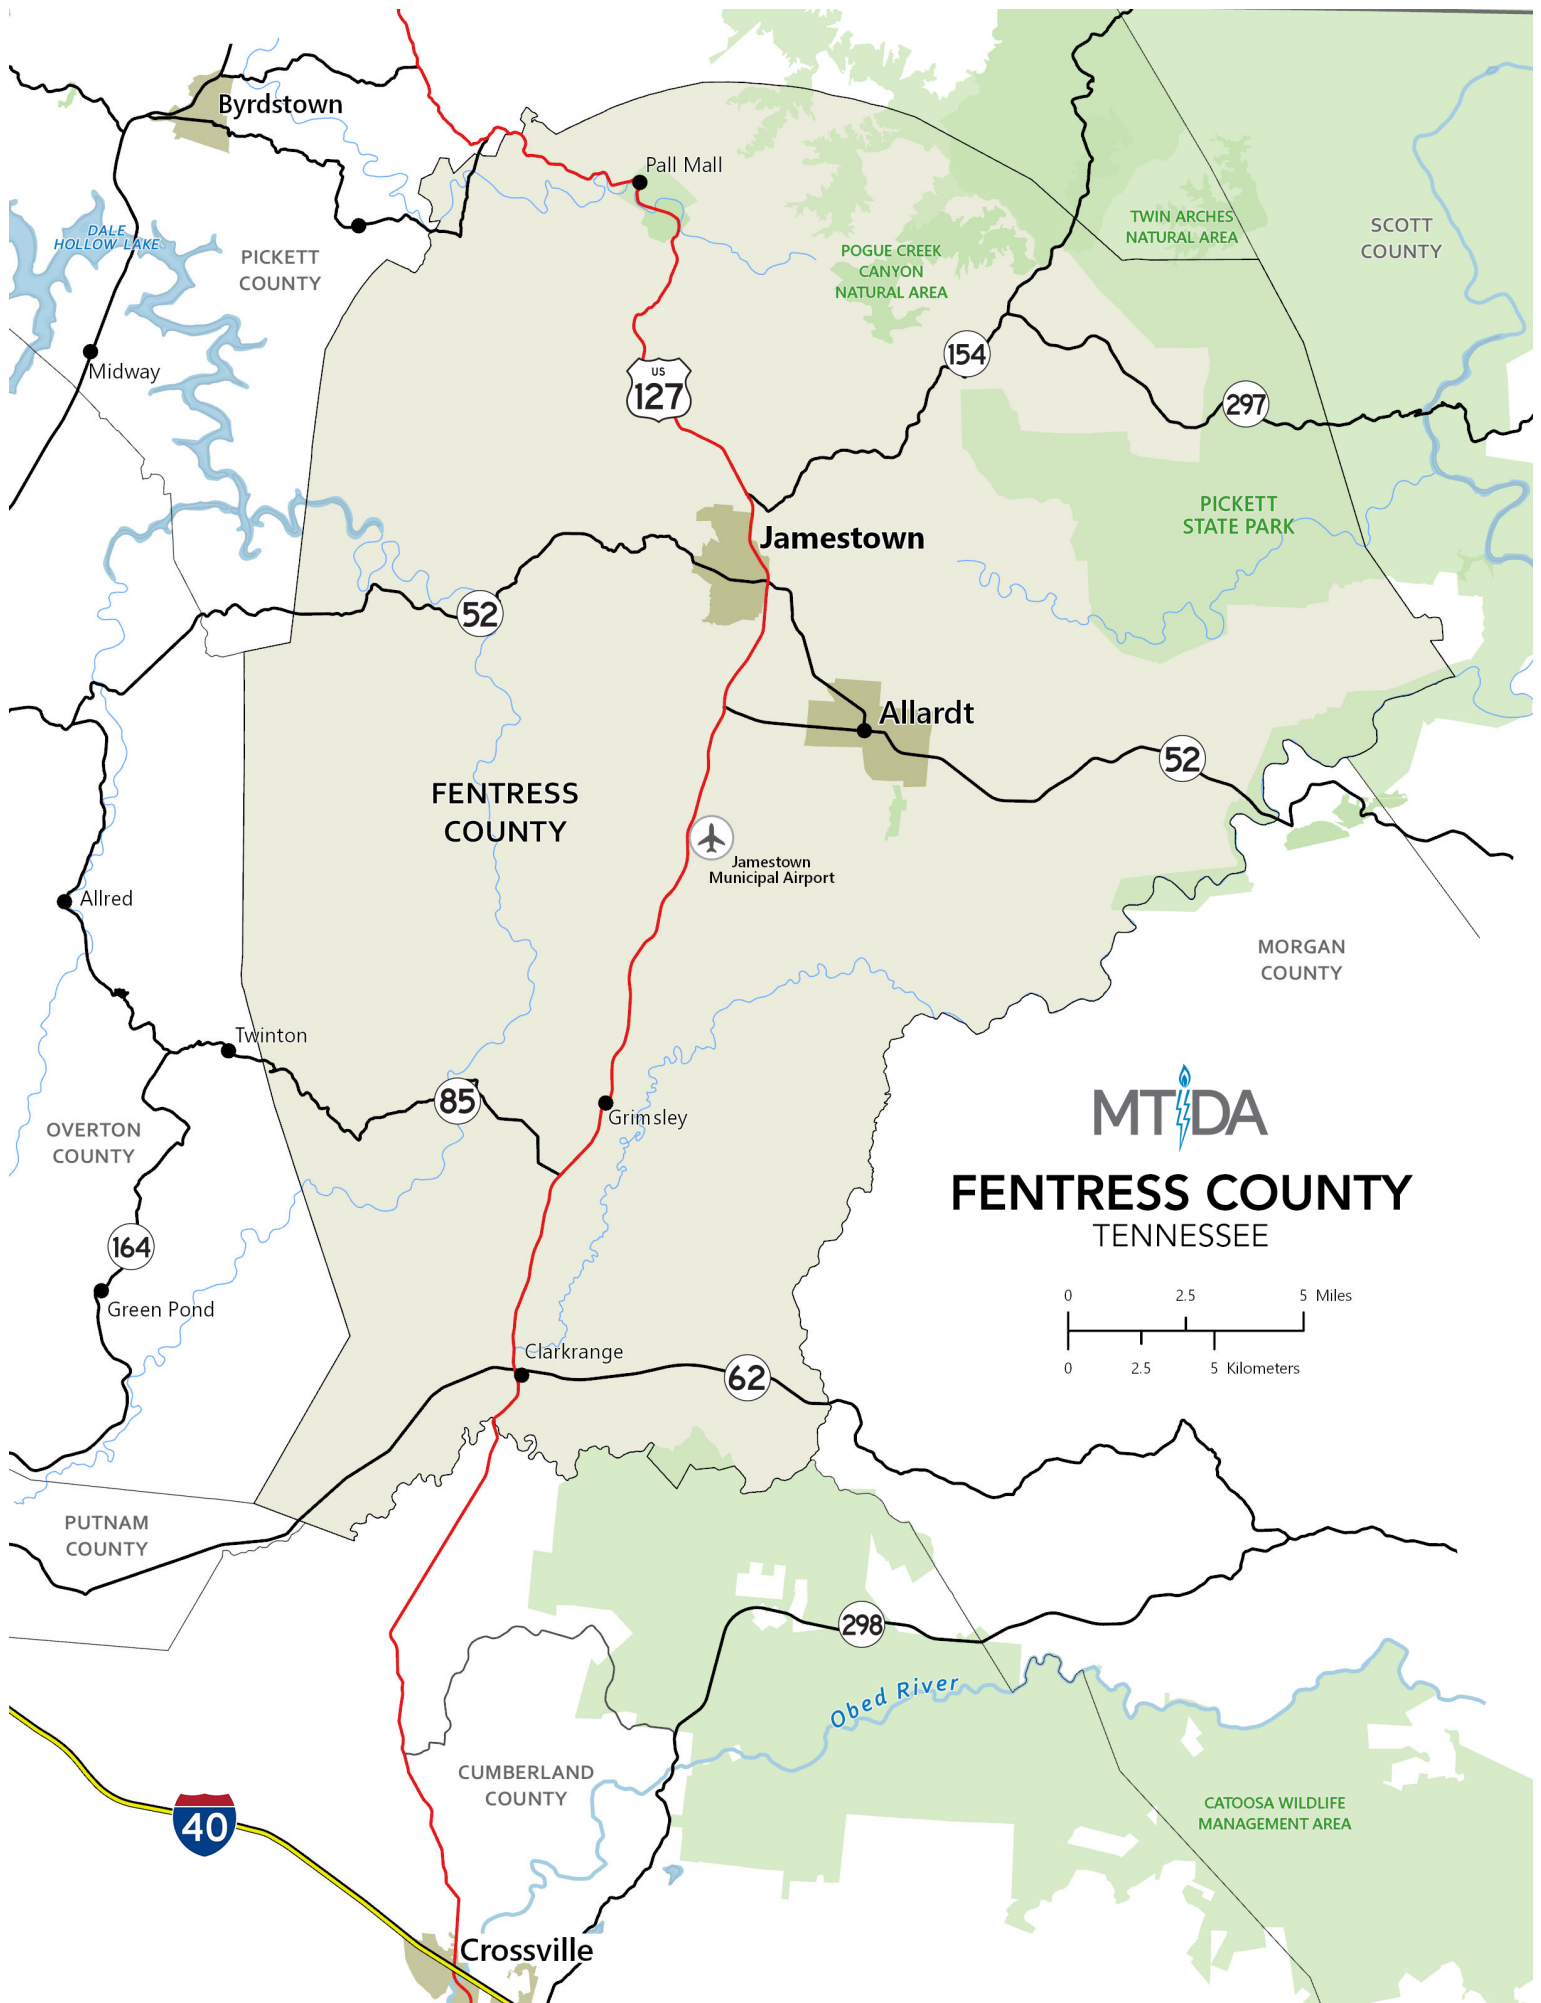 Byrdstown
Pall Mall
DALE
HOLLOW LAKE
PICKETT
COUNTY
TWIN ARCHES
NATURAL AREA
SCOTT
COUNTY
POGUE CREEK
CANYON
NATURAL AREA
Midway
154
US
127
297
PICKETT
STATE PARK
Jamestown
52
Allardt
52
FENTRESS
COUNTY
Jamestown
Municipal Airport
Allred
MORGAN
COUNTY
Twinton
85
Grimsley
OVERTON
COUNTY
MTIDA
FENTRESS COUNTY
TENNESSEE
164
Green Pond
0 2.5 5 Miles
0 2.5 5 Kilometers
Clarkrange
62
PUTNAM
COUNTY
298
Obed River
CUMBERLAND
COUNTY
CATOOSA WILDLIFE
MANAGEMENT AREA
40
Crossville